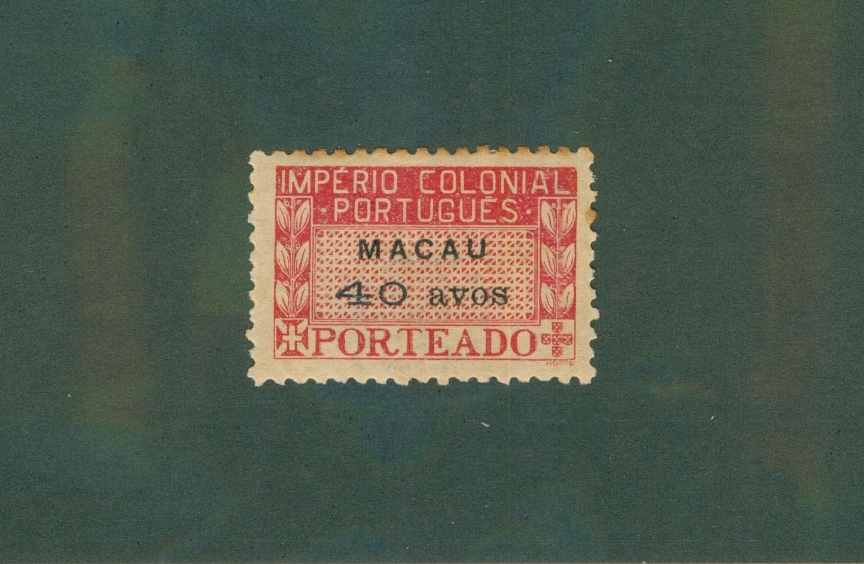 IMPÉRIO COLONIAL
·PORTUGUÊS·
MACAU
40 avos
PORTEADO